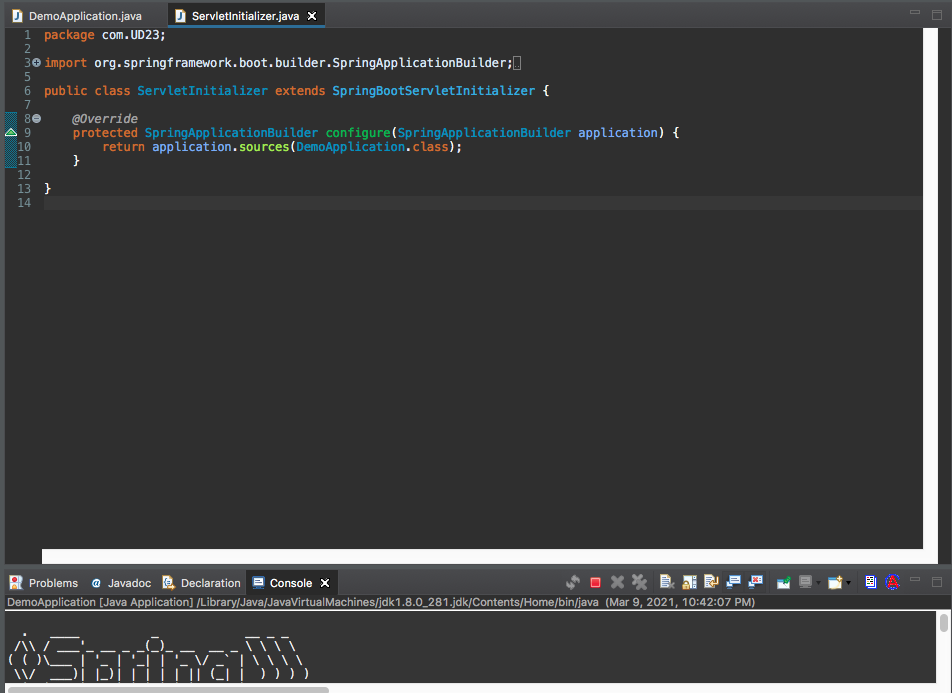 DemoApplication.java ServletInitializer.java
1 package com.UD23;
2
3 import org.springframework.boot.builder.SpringApplicationBuilder;
5
6 public class ServletInitializer extends SpringBootServletInitializer {
7
8 @Override
9 protected SpringApplicationBuilder configure(SpringApplicationBuilder application) {
10 return application.sources(DemoApplication.class);
11 }
12
13 }
14
Problems @ Javadoc Declaration Console
DemoApplication [Java Application] /Library/Java/JavaVirtualMachines/jdk1.8.0_281.jdk/Contents/Home/bin/java (Mar 9, 2021, 10:42:07 PM)
  .   ____          _            __ _ _
 /\\ / ___'_ __ _ _(_)_ __  __ _ \ \ \ \
( ( )\___ | '_ | '_| | '_ \/ _` | \ \ \ \
 \\/  ___)| |_)| | | | | || (_| |  ) ) ) )